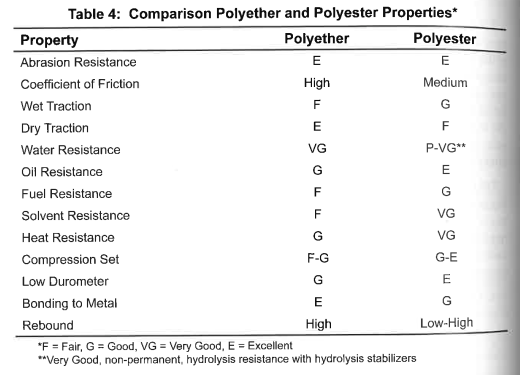 Table 4: Comparison Polyether and Polyester Properties*
Property Polyether Polyester
Abrasion Resistance E E
Coefficient of Friction High Medium
Wet Traction F G
Dry Traction E F
Water Resistance VG P-VG**
Oil Resistance G E
Fuel Resistance F G
Solvent Resistance F VG
Heat Resistance G VG
Compression Set F-G G-E
Low Durometer G E
Bonding to Metal E G
Rebound High Low-High
*F = Fair, G = Good, VG = Very Good, E = Excellent
**Very Good, non-permanent, hydrolysis resistance with hydrolysis stabilizers